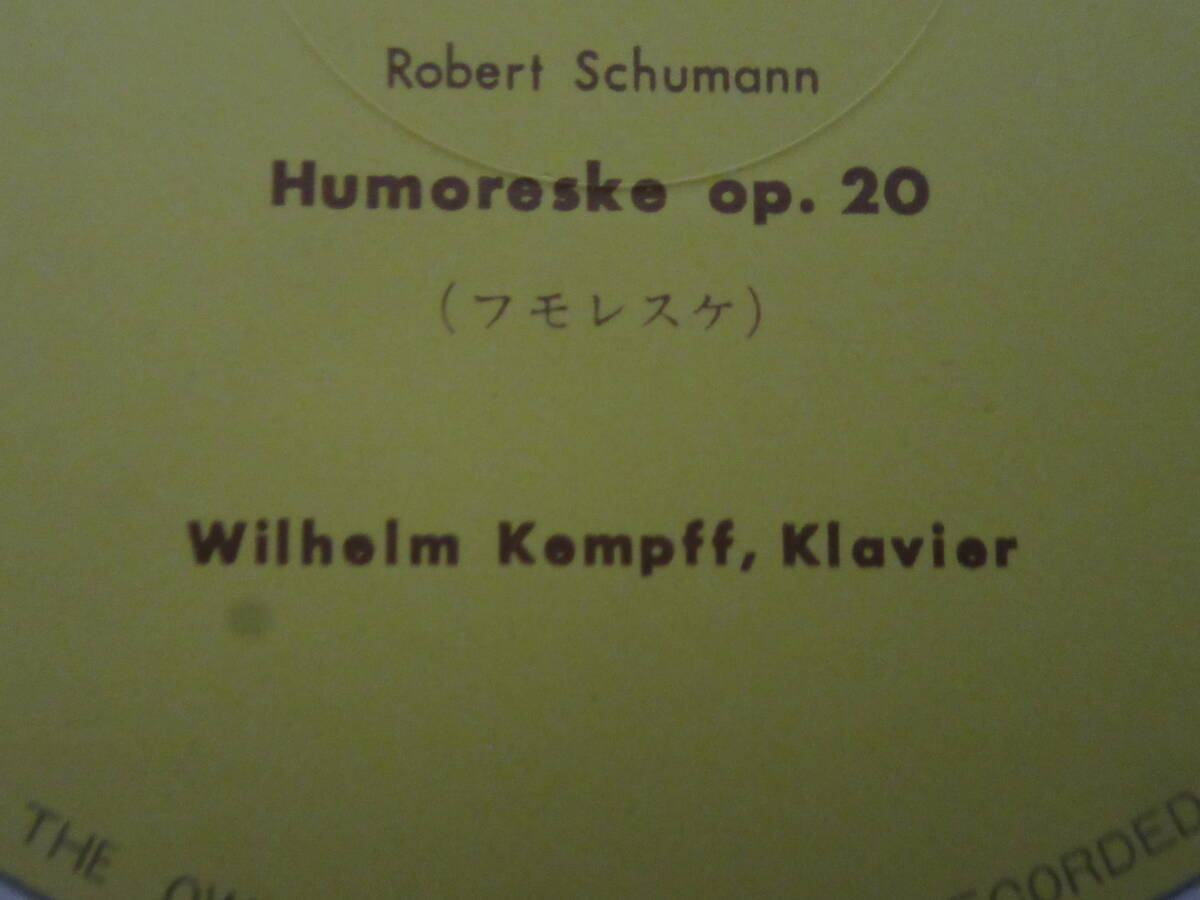 Robert Schumann
Humoreske op. 20
(フモレスケ)
Wilhelm Kempff, Klavier
THE
RECORDED